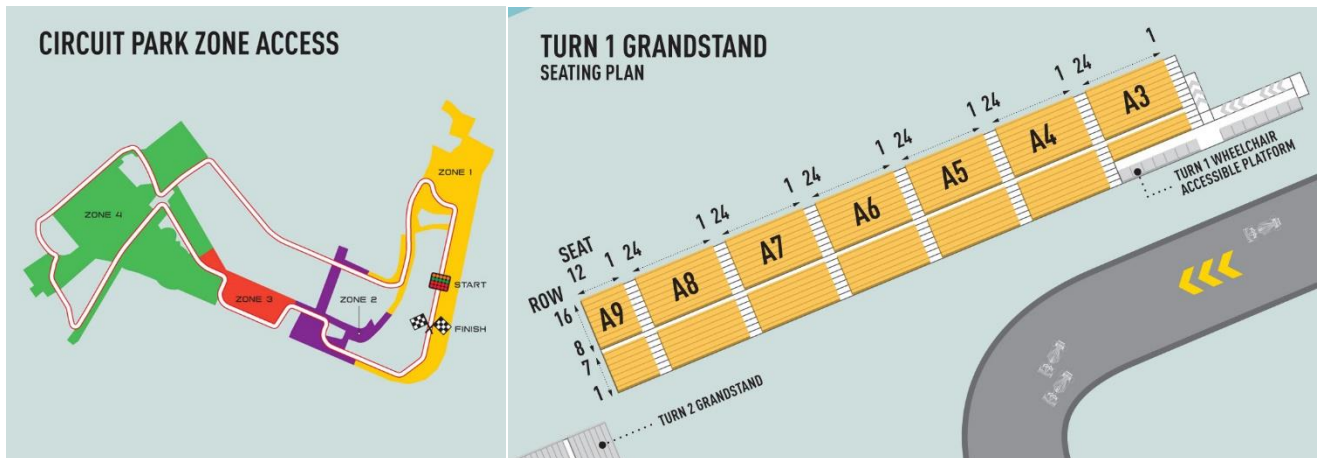 CIRCUIT PARK ZONE ACCESS
ZONE 1
ZONE 4
START
ZONE 3
ZONE 2
FINISH
TURN 1 GRANDSTAND
SEATING PLAN
1
1 24
1 24
1 24
1 24
1 24
1 24
A3
A4
A5
A6
A7
A8
A9
SEAT
12
ROW
16
8
7
1
TURN 1 WHEELCHAIR
ACCESSIBLE PLATFORM
TURN 2 GRANDSTAND